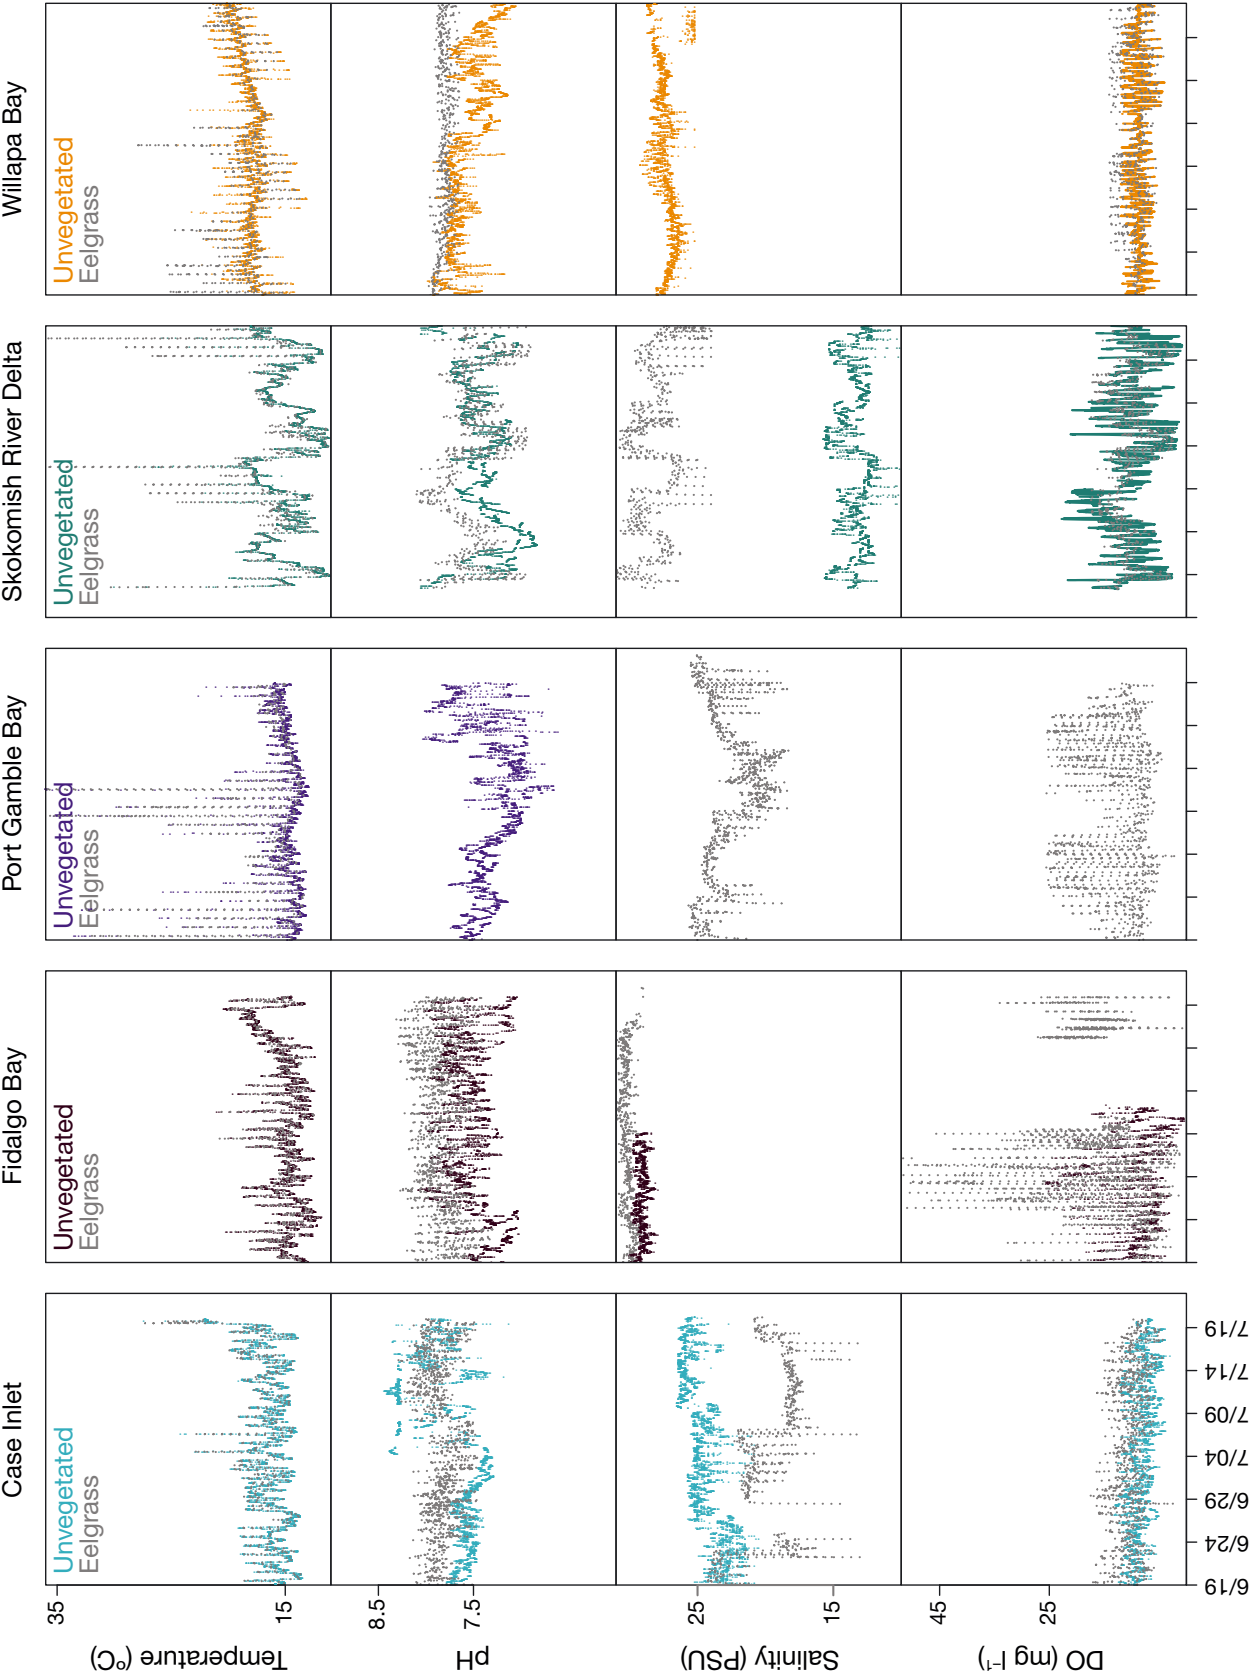 Case Inlet
Fidalgo Bay
Port Gamble Bay
Skokomish River Delta
Willapa Bay
Unvegetated
Eelgrass
Unvegetated
Eelgrass
Unvegetated
Eelgrass
Unvegetated
Eelgrass
Unvegetated
Eelgrass
Temperature (°C)
35
15
pH
8.5
7.5
Salinity (PSU)
25
15
DO (mg l⁻¹)
45
25
6/19
6/24
6/29
7/04
7/09
7/14
7/19